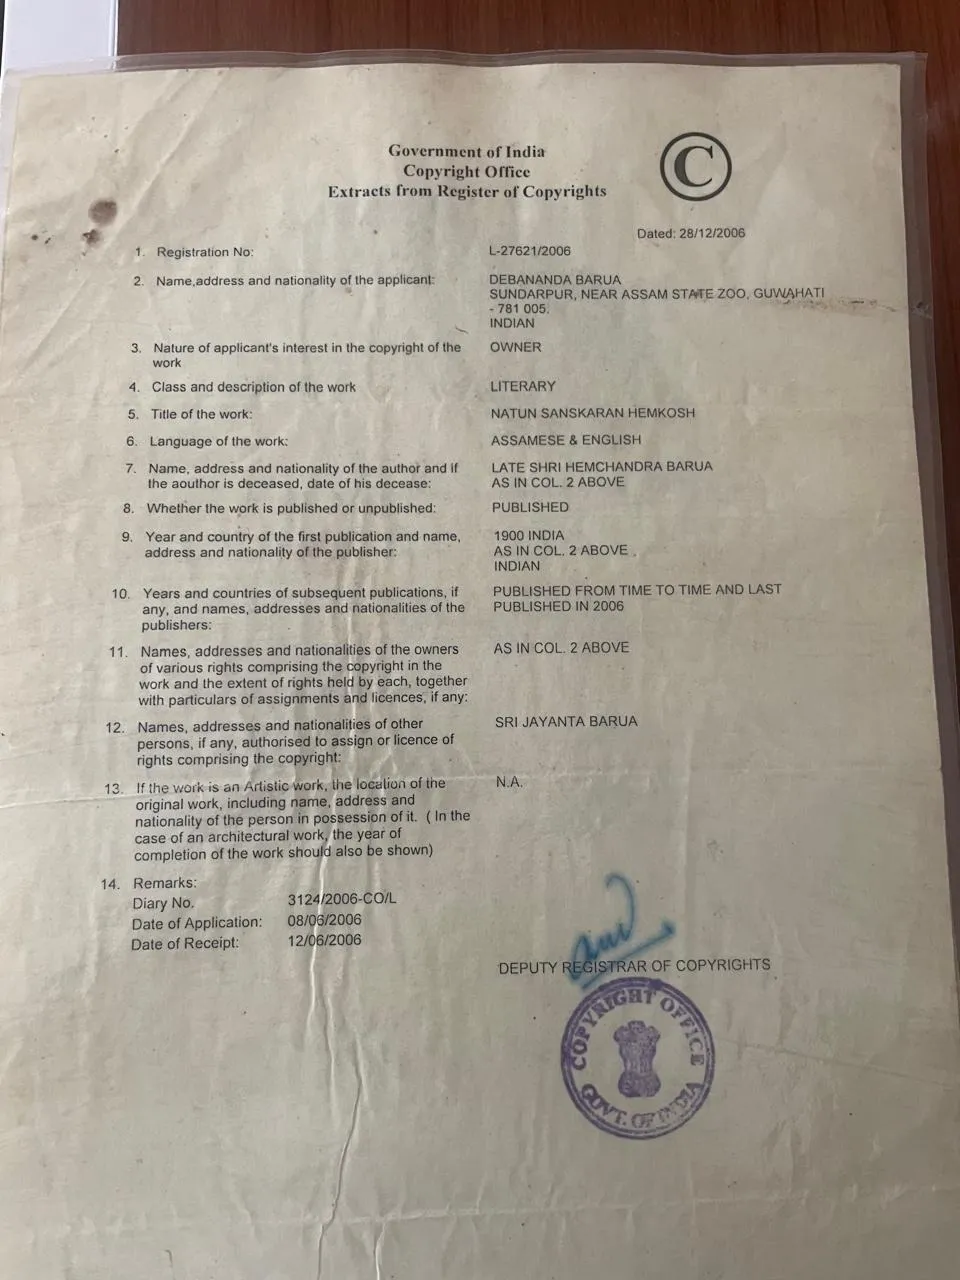 Government of India
Copyright Office
Extracts from Register of Copyrights
C
Dated: 28/12/2006
1. Registration No: L-27621/2006
2. Name,address and nationality of the applicant: DEBANANDA BARUA
SUNDARPUR, NEAR ASSAM STATE ZOO, GUWAHATI
- 781 005.
INDIAN
3. Nature of applicant's interest in the copyright of the OWNER
work
4. Class and description of the work LITERARY
5. Title of the work: NATUN SANSKARAN HEMKOSH
6. Language of the work: ASSAMESE & ENGLISH
7. Name, address and nationality of the author and if LATE SHRI HEMCHANDRA BARUA
the aouthor is deceased, date of his decease: AS IN COL. 2 ABOVE
8. Whether the work is published or unpublished: PUBLISHED
9. Year and country of the first publication and name, 1900 INDIA
address and nationality of the publisher: AS IN COL. 2 ABOVE
INDIAN
10. Years and countries of subsequent publications, if PUBLISHED FROM TIME TO TIME AND LAST
any, and names, addresses and nationalities of the PUBLISHED IN 2006
publishers:
11. Names, addresses and nationalities of the owners AS IN COL. 2 ABOVE
of various rights comprising the copyright in the
work and the extent of rights held by each, together
with particulars of assignments and licences, if any:
12. Names, addresses and nationalities of other SRI JAYANTA BARUA
persons, if any, authorised to assign or licence of
rights comprising the copyright:
13. If the work is an Artistic work, the location of the N.A.
original work, including name, address and
nationality of the person in possession of it. ( In the
case of an architectural work, the year of
completion of the work should also be shown)
14. Remarks:
Diary No. 3124/2006-CO/L
Date of Application: 08/06/2006
Date of Receipt: 12/06/2006
DEPUTY REGISTRAR OF COPYRIGHTS
COPYRIGHT OFFICE
GOVT. OF INDIA